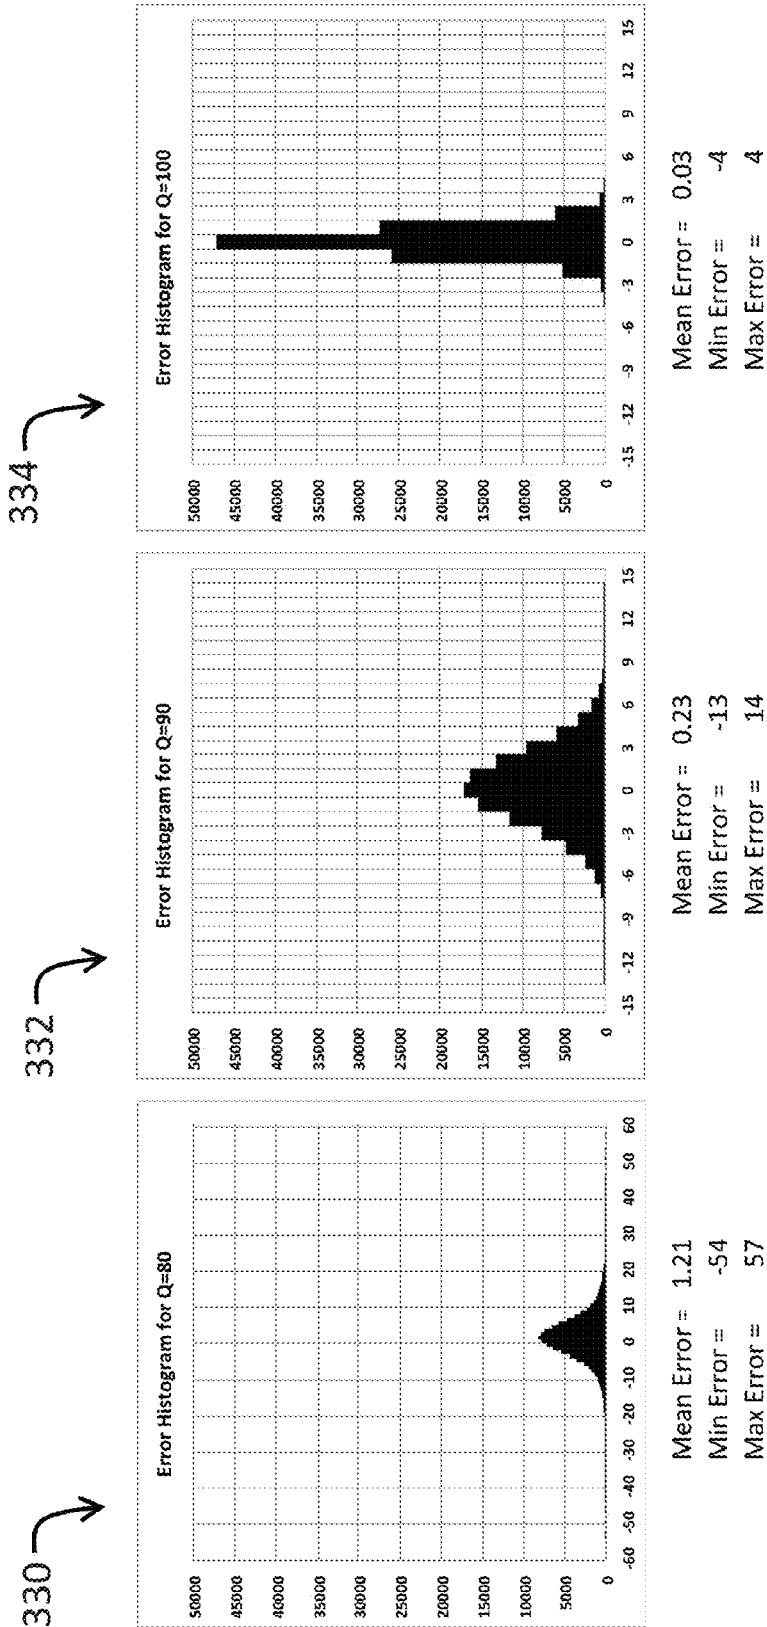 330
Error Histogram for Q=80
50000
45000
40000
35000
30000
25000
20000
15000
10000
5000
0
-60 -50 -40 -30 -20 -10 0 10 20 30 40 50 60
Mean Error = 1.21
Min Error = -54
Max Error = 57
332
Error Histogram for Q=90
50000
45000
40000
35000
30000
25000
20000
15000
10000
5000
0
-15 -12 -9 -6 -3 0 3 6 9 12 15
Mean Error = 0.23
Min Error = -13
Max Error = 14
334
Error Histogram for Q=100
50000
45000
40000
35000
30000
25000
20000
15000
10000
5000
0
-15 -12 -9 -6 -3 0 3 6 9 12 15
Mean Error = 0.03
Min Error = -4
Max Error = 4